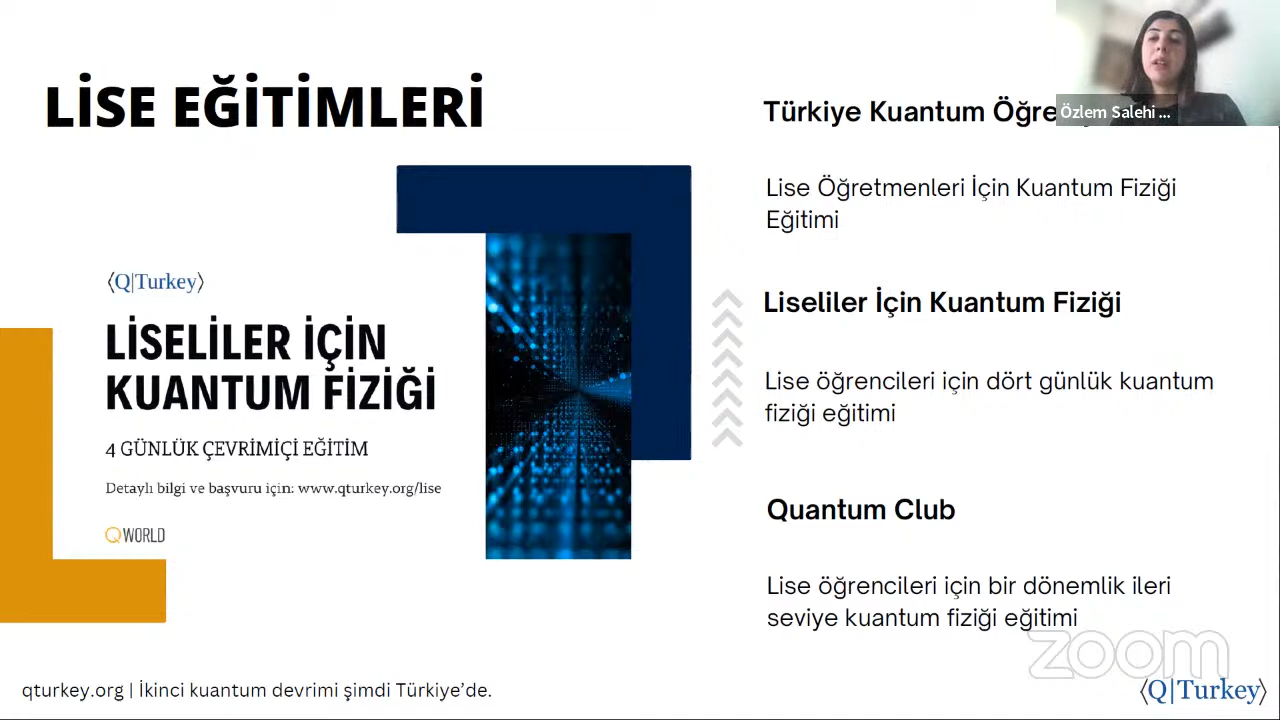 LİSE EĞİTİMLERİ
⟨Q|Turkey⟩
LİSELİLER İÇİN
KUANTUM FİZİĞİ
4 GÜNLÜK ÇEVRİMİÇİ EĞİTİM
Detaylı bilgi ve başvuru için: www.qturkey.org/lise
QWORLD
Türkiye Kuantum
Özlem Salehi ...
Lise Öğretmenleri İçin Kuantum Fiziği
Eğitimi
Liseliler İçin Kuantum Fiziği
Lise öğrencileri için dört günlük kuantum
fiziği eğitimi
Quantum Club
Lise öğrencileri için bir dönemlik ileri
seviye kuantum fiziği eğitimi
zoom
qturkey.org | İkinci kuantum devrimi şimdi Türkiye’de.
⟨Q|Turkey⟩